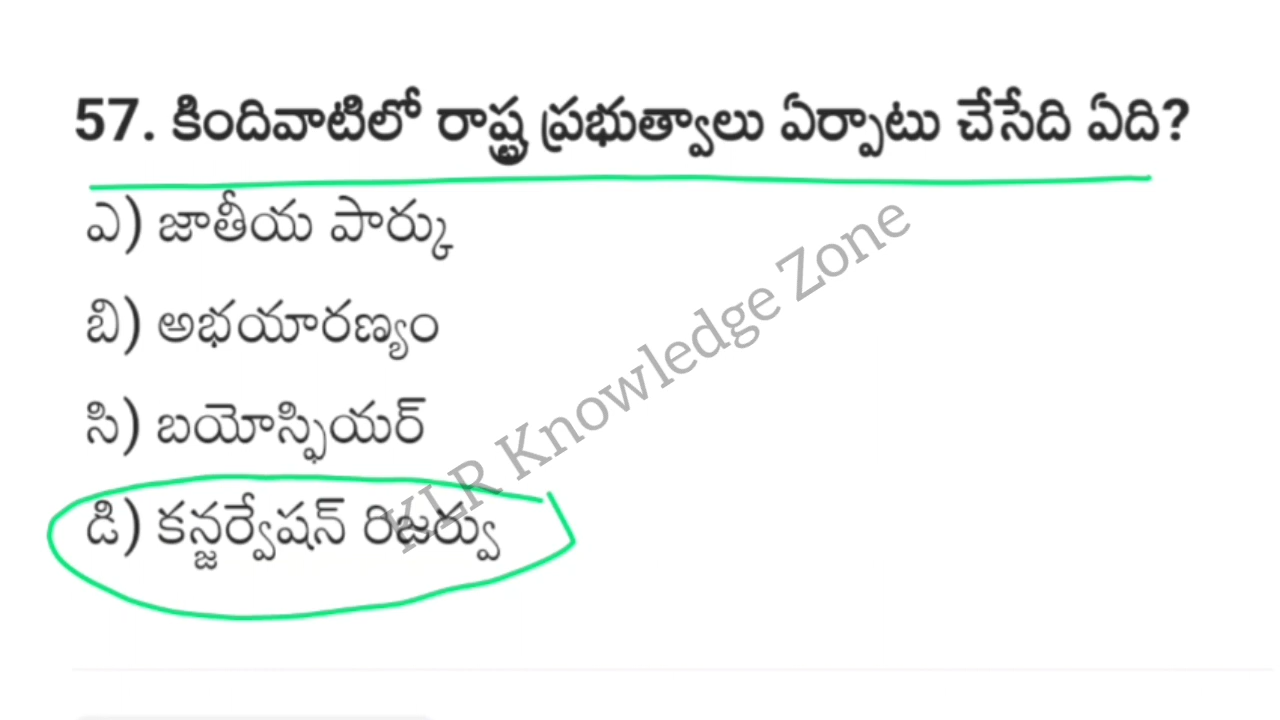 57. కిందివాటిలో రాష్ట్ర ప్రభుత్వాలు ఏర్పాటు చేసేది ఏది?
ఎ) జాతీయ పార్కు
బి) అభయారణ్యం
సి) బయోస్ఫియర్
డి) కన్జర్వేషన్ రిజర్వు
KLR Knowledge Zone